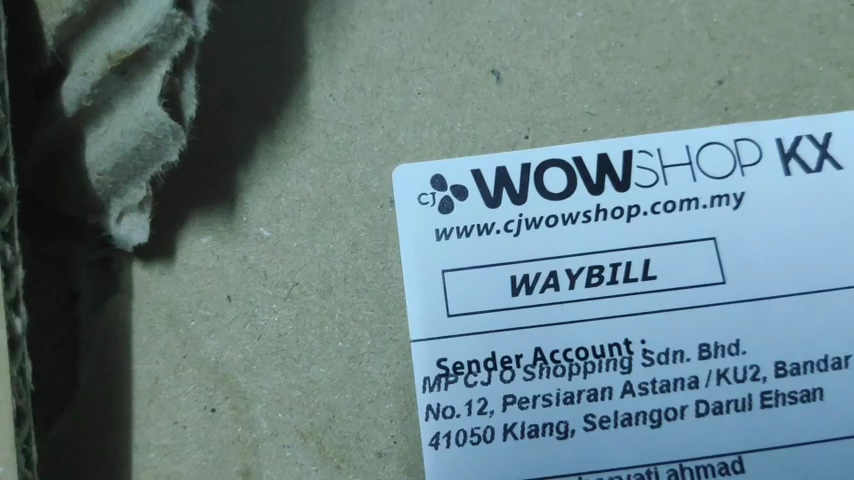 CJ WOWSHOP KX
www.cjwowshop.com.my
WAYBILL
Sender Account :
MP CJ O Shopping Sdn. Bhd.
No.12, Persiaran Astana / KU2, Bandar
41050 Klang, Selangor Darul Ehsan
ahmad